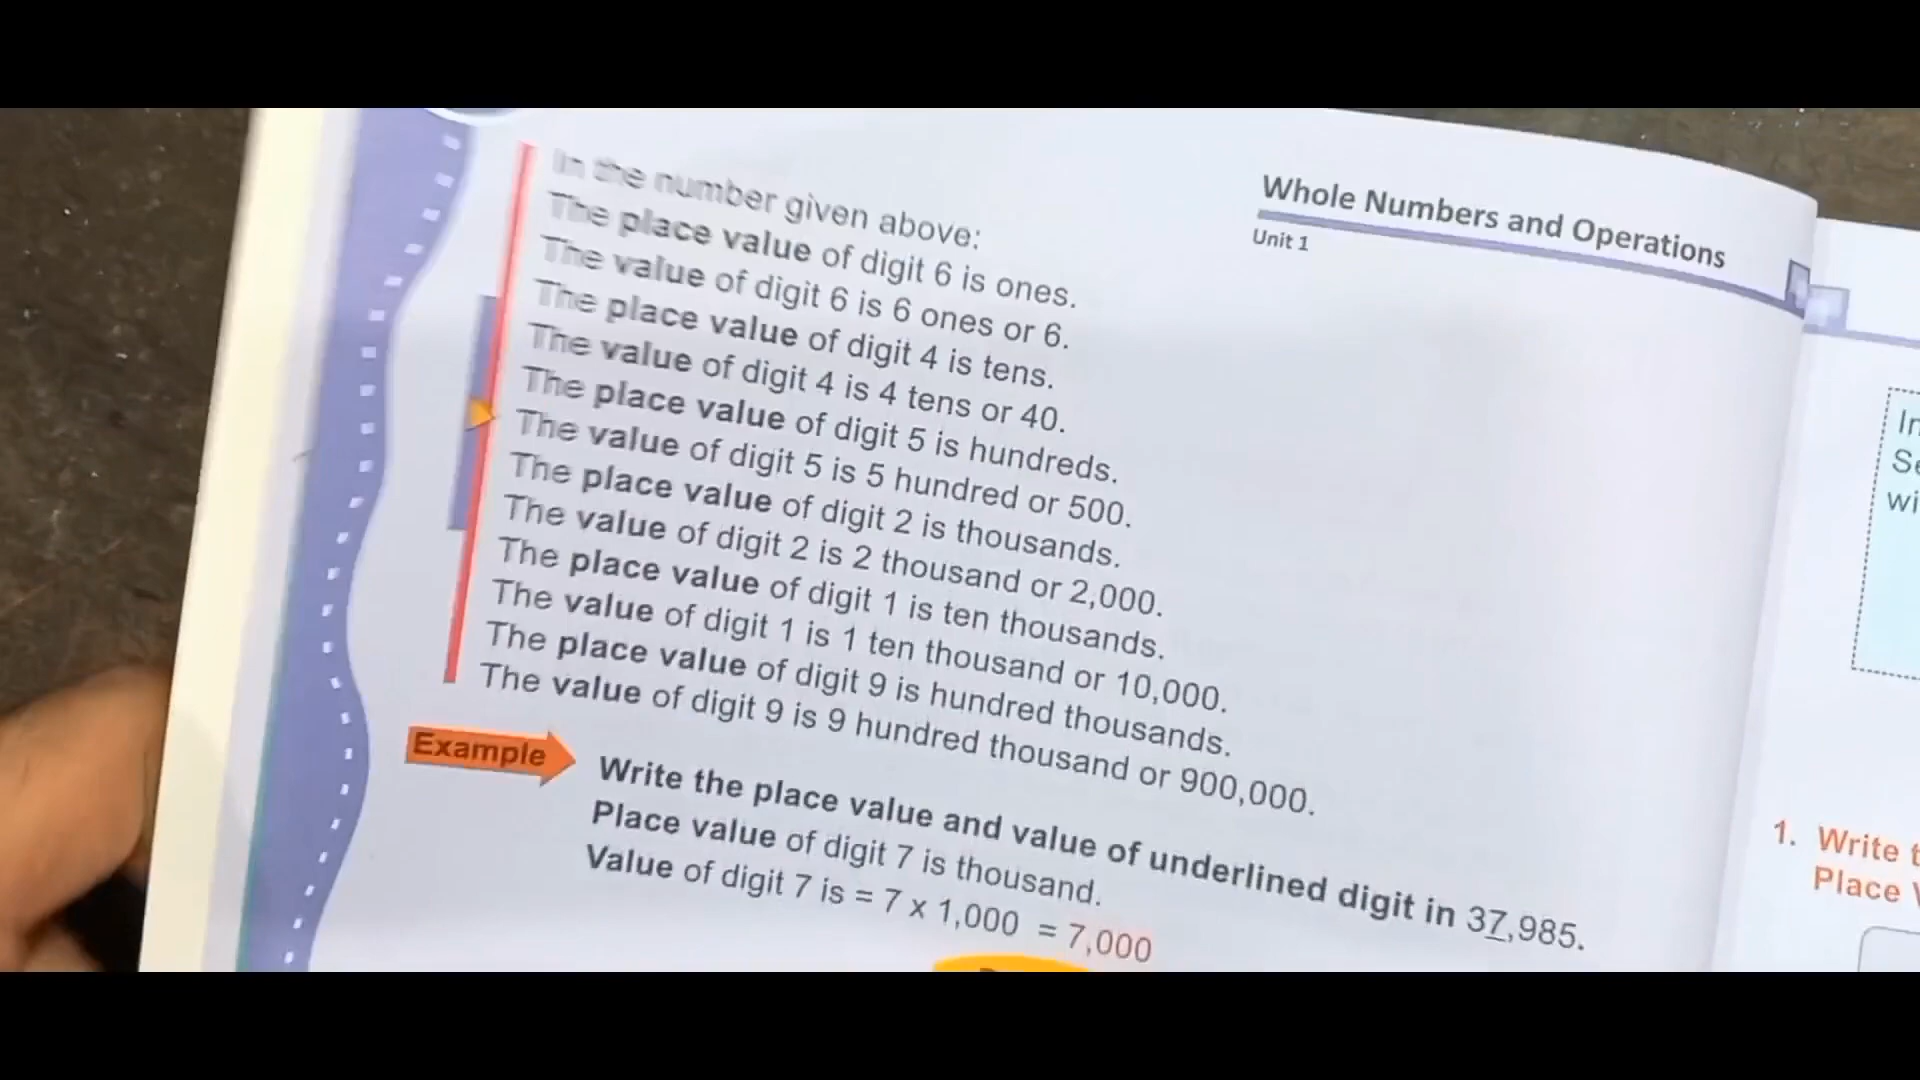 Whole Numbers and Operations
Unit 1
In the number given above:
The place value of digit 6 is ones.
The value of digit 6 is 6 ones or 6.
The place value of digit 4 is tens.
The value of digit 4 is 4 tens or 40.
The place value of digit 5 is hundreds.
The value of digit 5 is 5 hundred or 500.
The place value of digit 2 is thousands.
The value of digit 2 is 2 thousand or 2,000.
The place value of digit 1 is ten thousands.
The value of digit 1 is 1 ten thousand or 10,000.
The place value of digit 9 is hundred thousands.
The value of digit 9 is 9 hundred thousand or 900,000.
Example
Write the place value and value of underlined digit in 37,985.
Place value of digit 7 is thousand.
Value of digit 7 is = 7 x 1,000 = 7,000
1. Write
Place